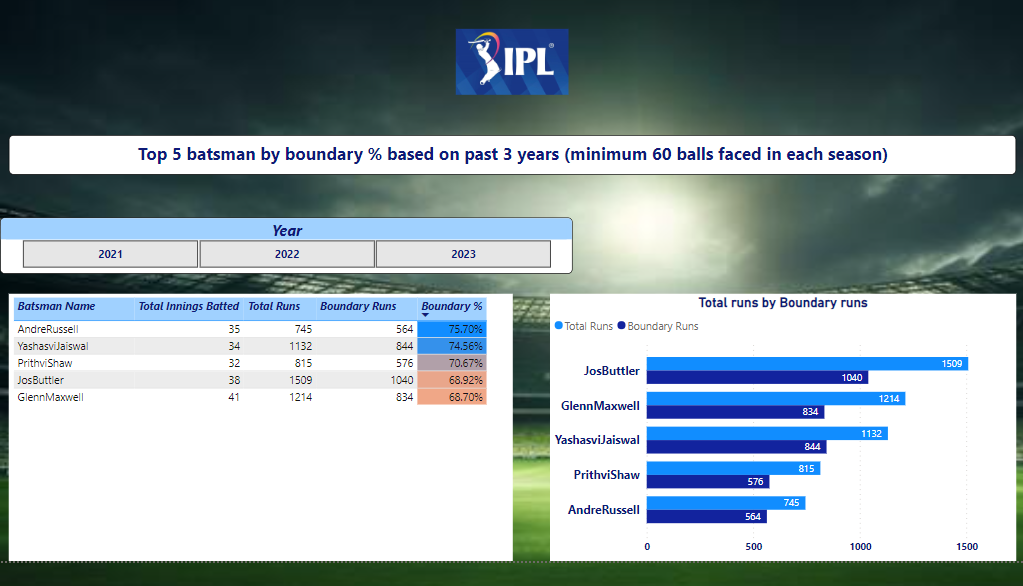 IPL
Top 5 batsman by boundary % based on past 3 years (minimum 60 balls faced in each season)
Year
2021 2022 2023
Batsman Name Total Innings Batted Total Runs Boundary Runs Boundary %
AndreRussell 35 745 564 75.70%
YashasviJaiswal 34 1132 844 74.56%
PrithviShaw 32 815 576 70.67%
JosButtler 38 1509 1040 68.92%
GlennMaxwell 41 1214 834 68.70%
Total runs by Boundary runs
Total Runs Boundary Runs
JosButtler 1509
1040
GlennMaxwell 1214
834
YashasviJaiswal 1132
844
PrithviShaw 815
576
AndreRussell 745
564
0 500 1000 1500